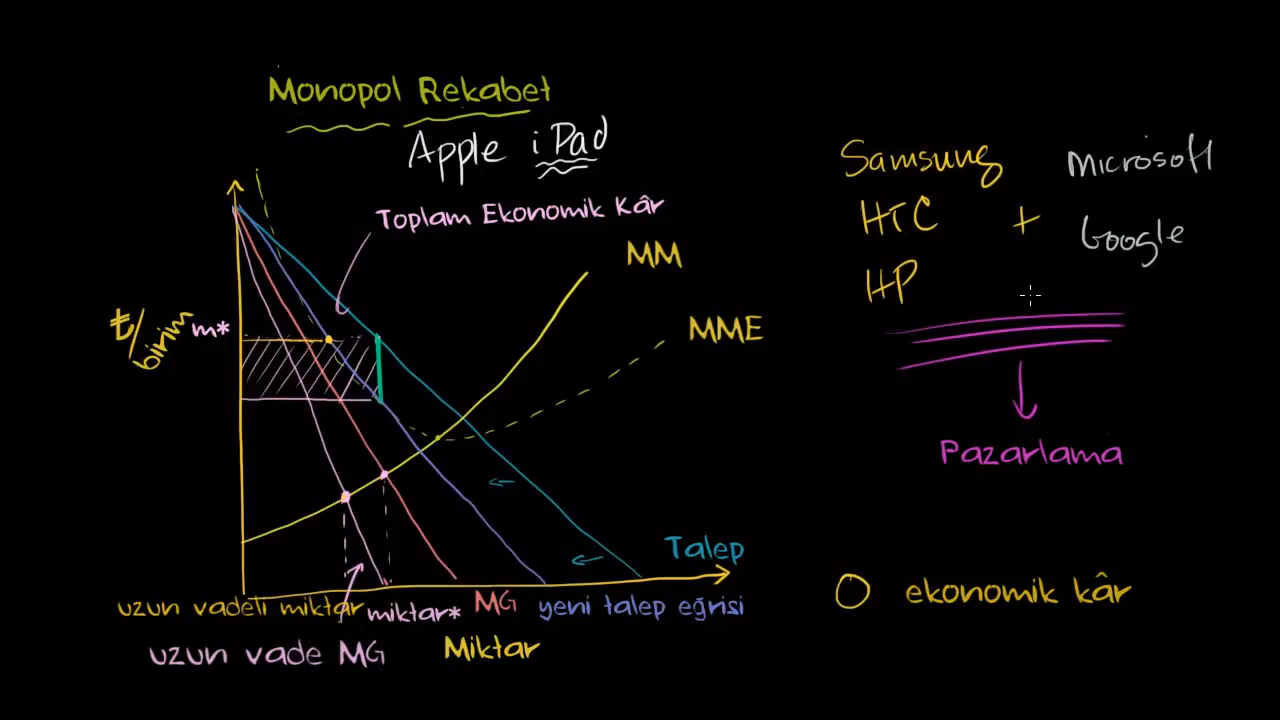 Monopol Rekabet
Apple iPad
Toplam Ekonomik Kâr
MM
MME
₺/birim
m*
Talep
uzun vadeli miktar
miktar*
MG
yeni talep eğrisi
uzun vade MG
Miktar
Samsung
HTC
HP
+
Microsoft
Google
Pazarlama
0 ekonomik kâr